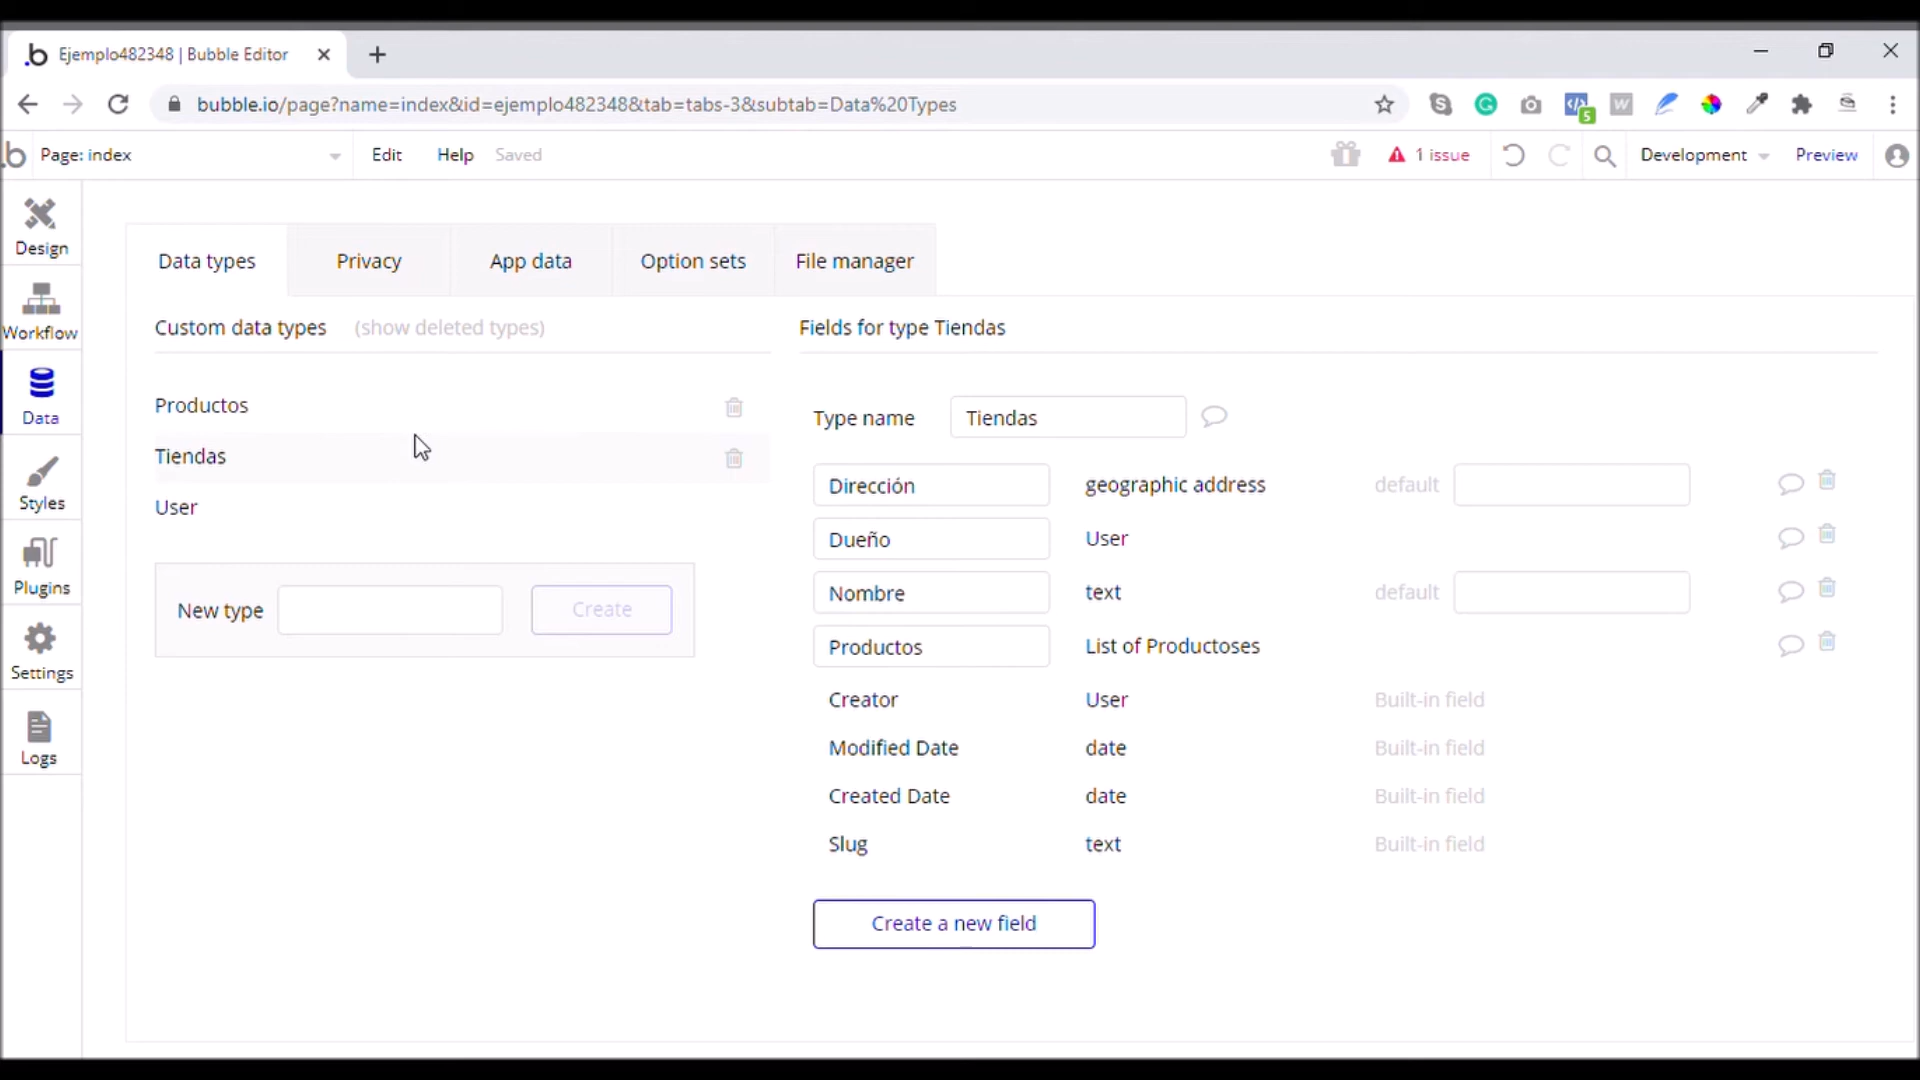 Ejemplo482348 | Bubble Editor
bubble.io/page?name=index&id=ejemplo482348&tab=tabs-3&subtab=Data%20Types
5
Page: index
Edit
Help
Saved
1 issue
Development
Preview
Design
Workflow
Data
Styles
Plugins
Settings
Logs
Data types
Privacy
App data
Option sets
File manager
Custom data types (show deleted types)
Productos
Tiendas
User
New type
Create
Fields for type Tiendas
Type name Tiendas
Dirección geographic address default
Dueño User
Nombre text default
Productos List of Productoses
Creator User Built-in field
Modified Date date Built-in field
Created Date date Built-in field
Slug text Built-in field
Create a new field